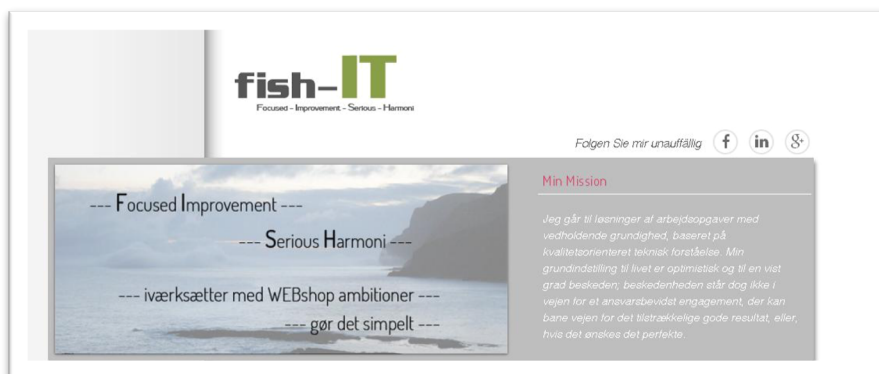 fish-IT
Focused - Improvement - Serious - Harmoni
Folgen Sie mir unauffällig
--- Focused Improvement ---
--- Serious Harmoni ---
--- iværksætter med WEBshop ambitioner ---
--- gør det simpelt ---
Min Mission
Jeg går til løsninger af arbejdsopgaver med
vedholdende grundighed, baseret på
kvalitetsorienteret teknisk forståelse. Min
grundindstilling til livet er optimistisk og til en vist
grad beskeden; beskedenheden står dog ikke i
vejen for et ansvarsbevidst engagement, der kan
bane vejen for det tilstrækkelige gode resultat, eller,
hvis det ønskes det perfekte.